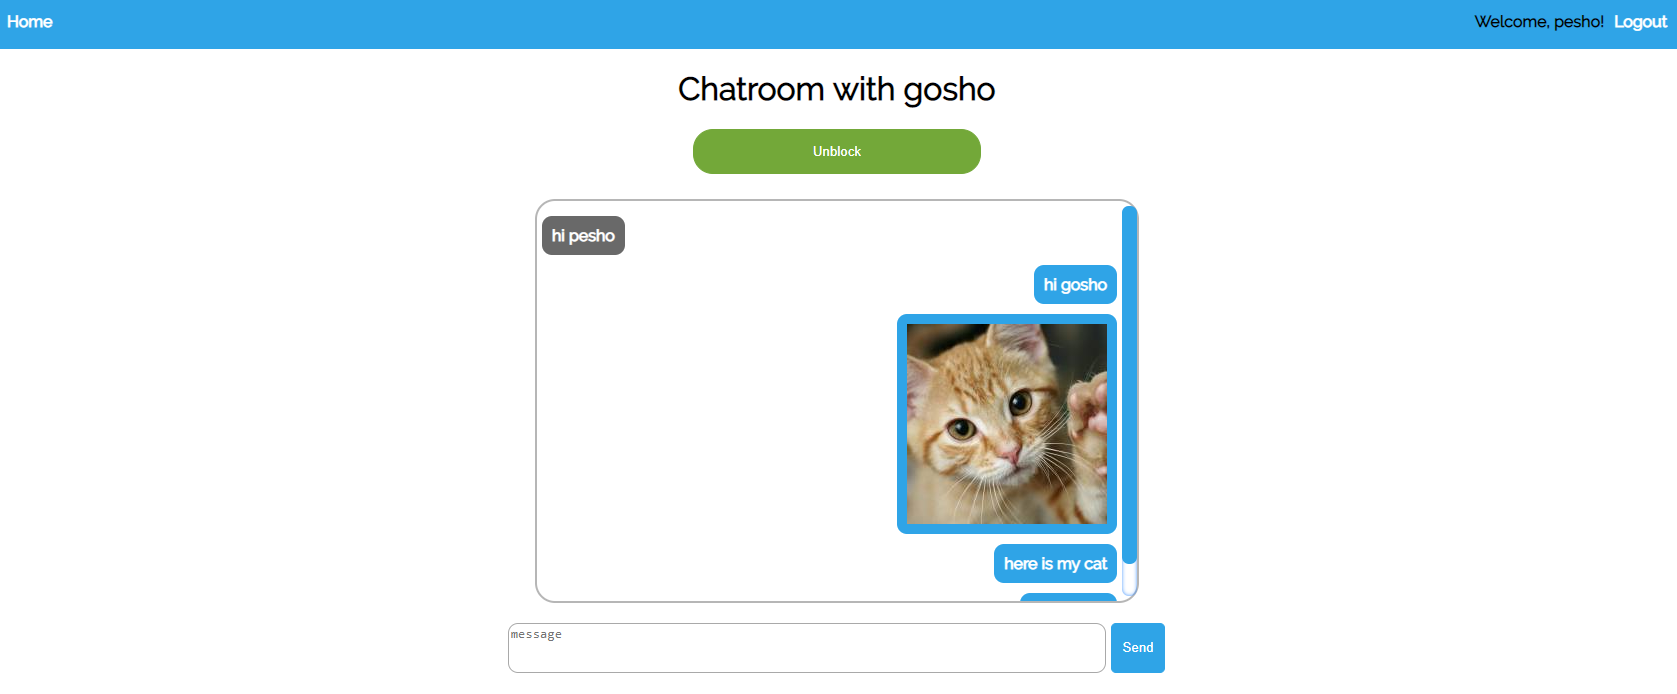 Home
Welcome, pesho! Logout
Chatroom with gosho
Unblock
hi pesho
hi gosho
here is my cat
message
Send